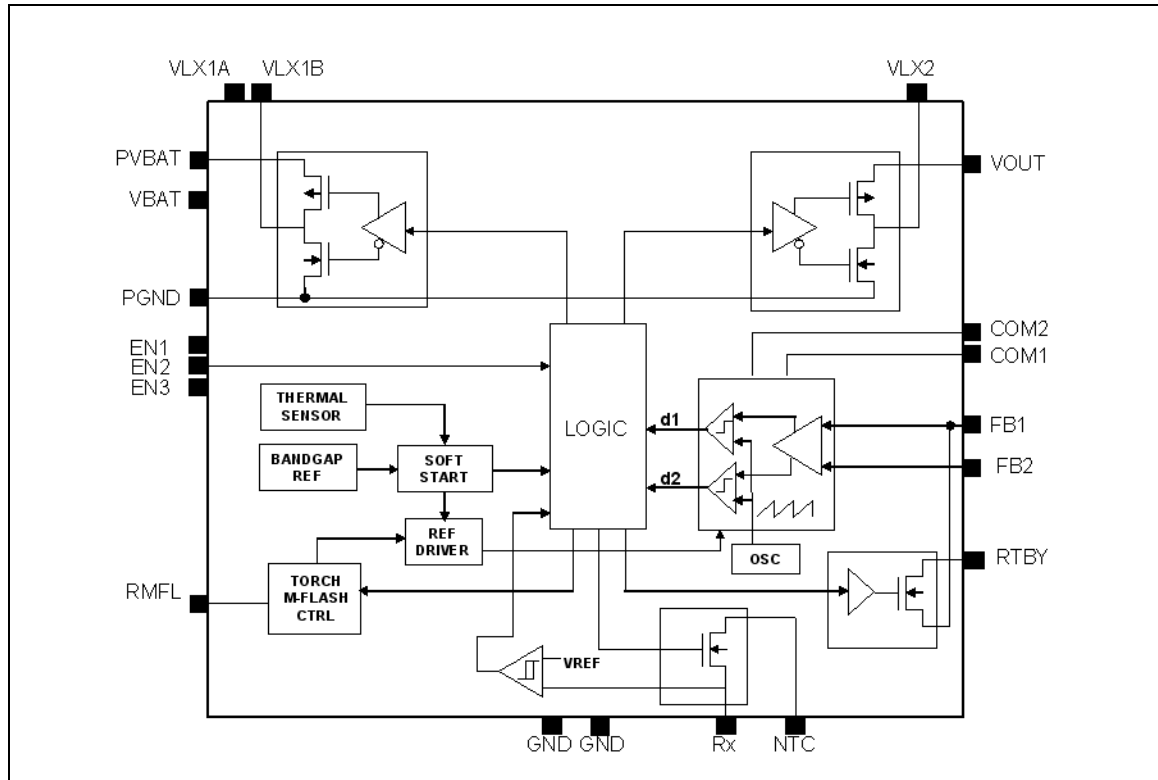 VLX1A VLX1B VLX2
PVBAT
VOUT
VBAT
PGND
COM2
EN1
COM1
EN2
EN3
THERMAL
SENSOR
d1
LOGIC
FB1
BANDGAP
REF
SOFT
START
d2
FB2
REF
DRIVER
OSC
RTBY
RMFL
TORCH
M-FLASH
CTRL
VREF
GND GND Rx NTC